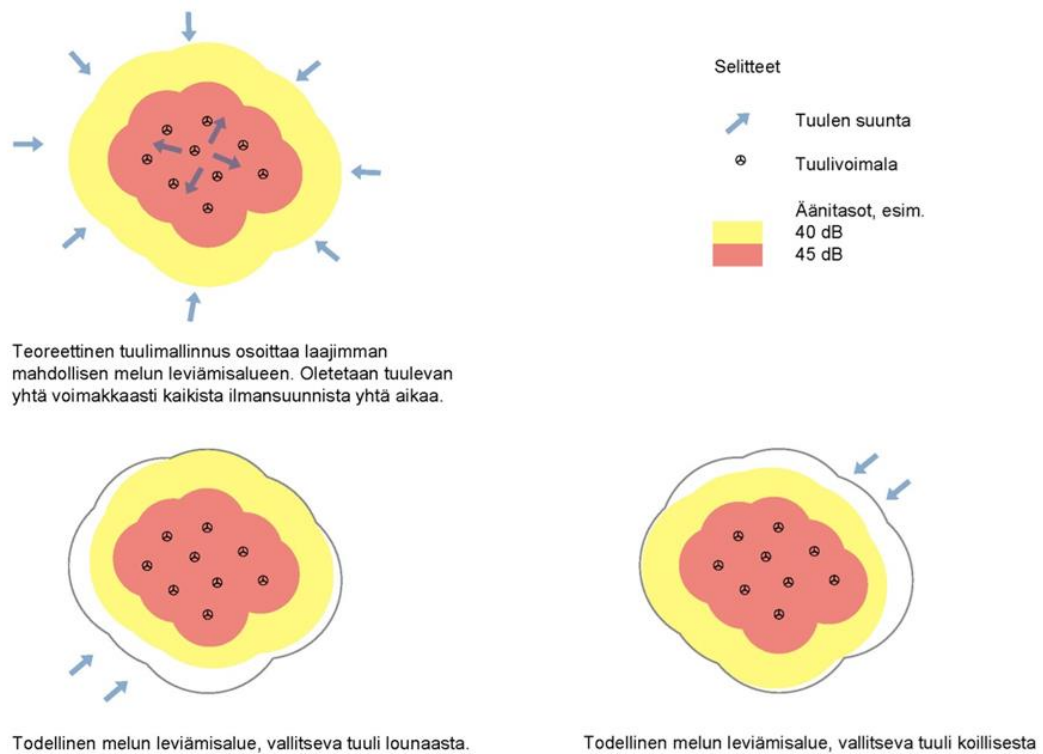 Selitteet
Tuulen suunta
Tuulivoimala
Äänitasot, esim.
40 dB
45 dB
Teoreettinen tuulimallinnus osoittaa laajimman
mahdollisen melun leviämisalueen. Oletetaan tuulevan
yhtä voimakkaasti kaikista ilmansuunnista yhtä aikaa.
Todellinen melun leviämisalue, vallitseva tuuli lounaasta.
Todellinen melun leviämisalue, vallitseva tuuli koillisesta